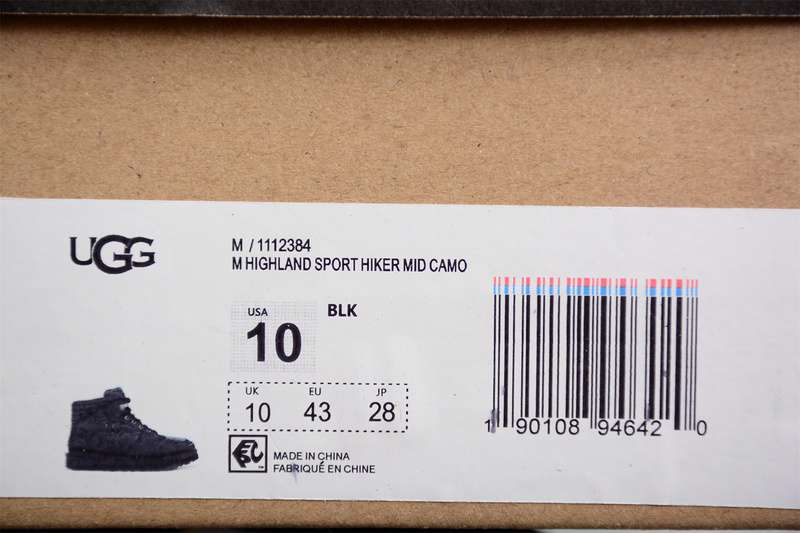 UGG
M / 1112384
M HIGHLAND SPORT HIKER MID CAMO
USA
10
BLK
UK EU JP
10 43 28
MADE IN CHINA
FABRIQUÉ EN CHINE
1 90108 94642 0